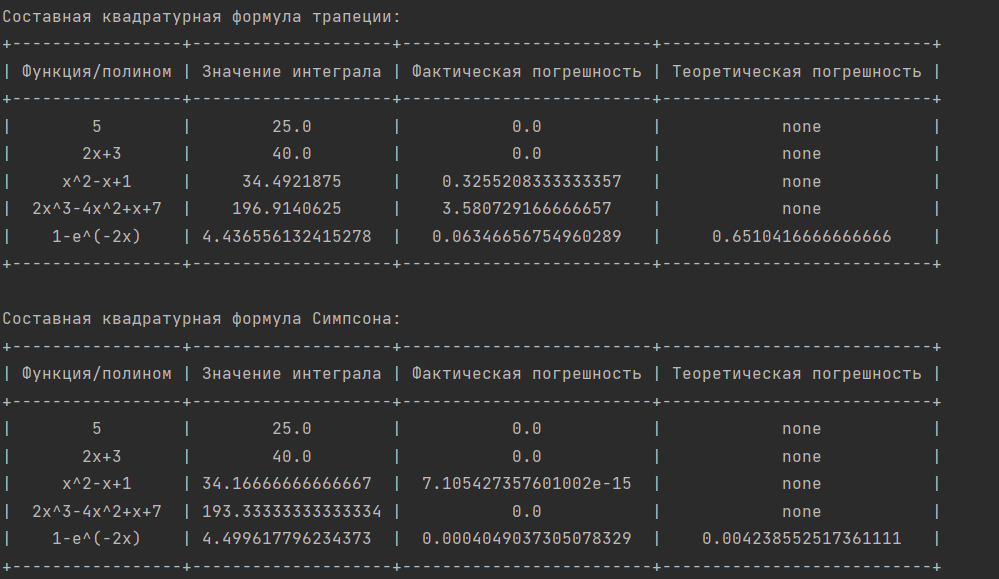 Составная квадратурная формула трапеции:
+-----------------+--------------------+-------------------------+---------------------------+
| Функция/полином | Значение интеграла | Фактическая погрешность | Теоретическая погрешность |
+-----------------+--------------------+-------------------------+---------------------------+
| 5 | 25.0 | 0.0 | none |
| 2x+3 | 40.0 | 0.0 | none |
| x^2-x+1 | 34.4921875 | 0.3255208333333357 | none |
| 2x^3-4x^2+x+7 | 196.9140625 | 3.580729166666657 | none |
| 1-e^(-2x) | 4.436556132415278 | 0.06346656754960289 | 0.6510416666666666 |
+-----------------+--------------------+-------------------------+---------------------------+
Составная квадратурная формула Симпсона:
+-----------------+--------------------+-------------------------+---------------------------+
| Функция/полином | Значение интеграла | Фактическая погрешность | Теоретическая погрешность |
+-----------------+--------------------+-------------------------+---------------------------+
| 5 | 25.0 | 0.0 | none |
| 2x+3 | 40.0 | 0.0 | none |
| x^2-x+1 | 34.16666666666667 | 7.105427357601002e-15 | none |
| 2x^3-4x^2+x+7 | 193.33333333333334 | 0.0 | none |
| 1-e^(-2x) | 4.499617796234373 | 0.0004049037305078329 | 0.004238552517361111 |
+-----------------+--------------------+-------------------------+---------------------------+